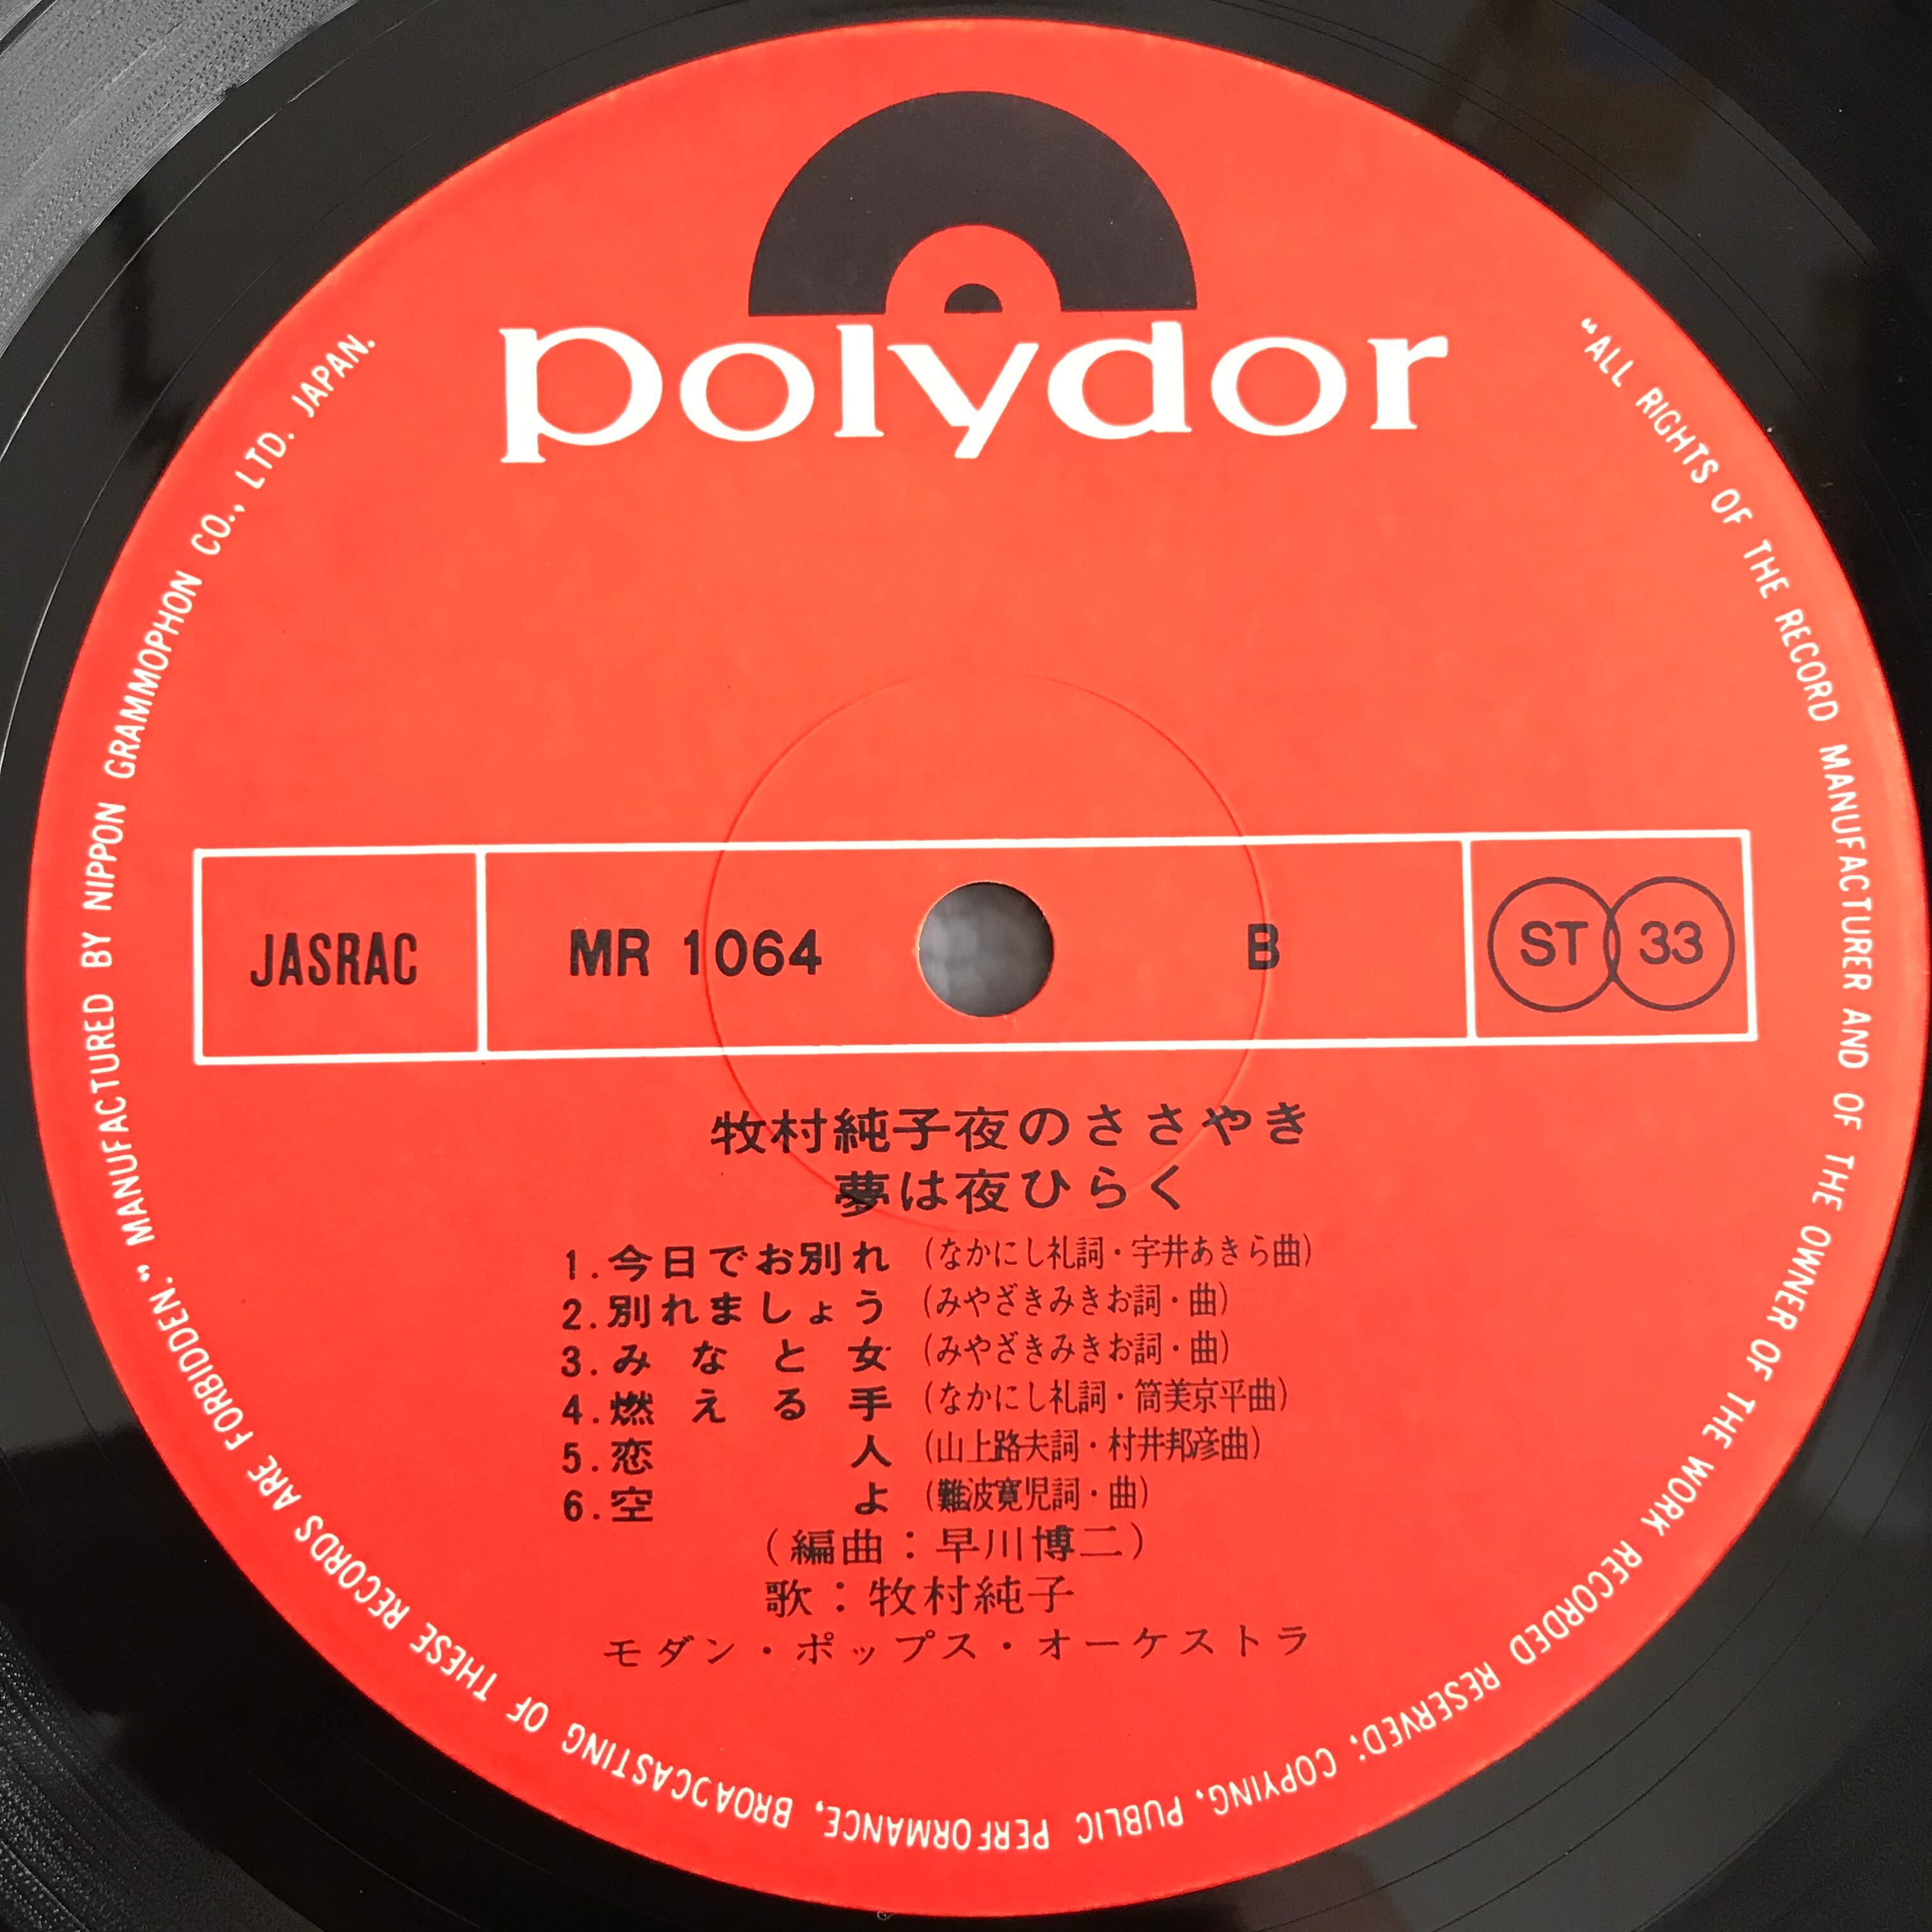 polydor
JASRAC
MR 1064
B
ST 33
牧村純子夜のささやき
夢は夜ひらく
1. 今日でお別れ (なかにし礼詞・宇井あきら曲)
2. 別れましょう (みやざきみきお詞・曲)
3. みなと女 (みやざきみきお詞・曲)
4. 燃える手 (なかにし礼詞・筒美京平曲)
5. 恋人 (山上路夫詞・村井邦彦曲)
6. 空よ (難波寛児詞・曲)
(編曲：早川博二)
歌：牧村純子
モダン・ポップス・オーケストラ
"ALL RIGHTS OF THE RECORD MANUFACTURER AND OF THE OWNER OF THE WORK RECORDED RESERVED; COPYING, PUBLIC PERFORMANCE, BROADCASTING OF THESE RECORDS ARE FORBIDDEN." MANUFACTURED BY NIPPON GRAMMOPHON CO., LTD. JAPAN.